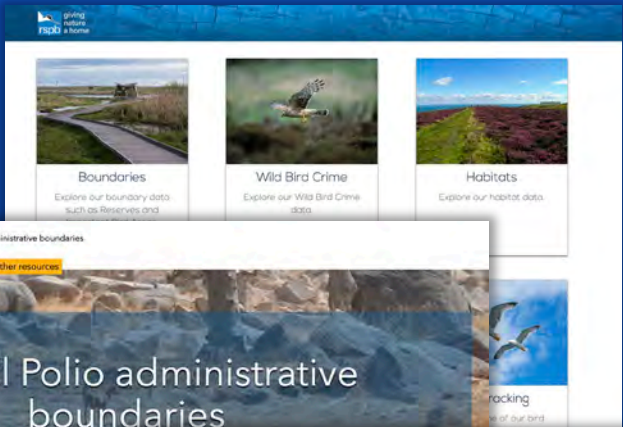 giving
nature
a home
rspb
Boundaries
Wild Bird Crime
Habitats
Explore our boundary data
such as Reserves and
Explore our Wild Bird Crime
data.
Explore our habitat data.
administrative boundaries
other resources
l Polio administrative
boundaries
racking
of our bird